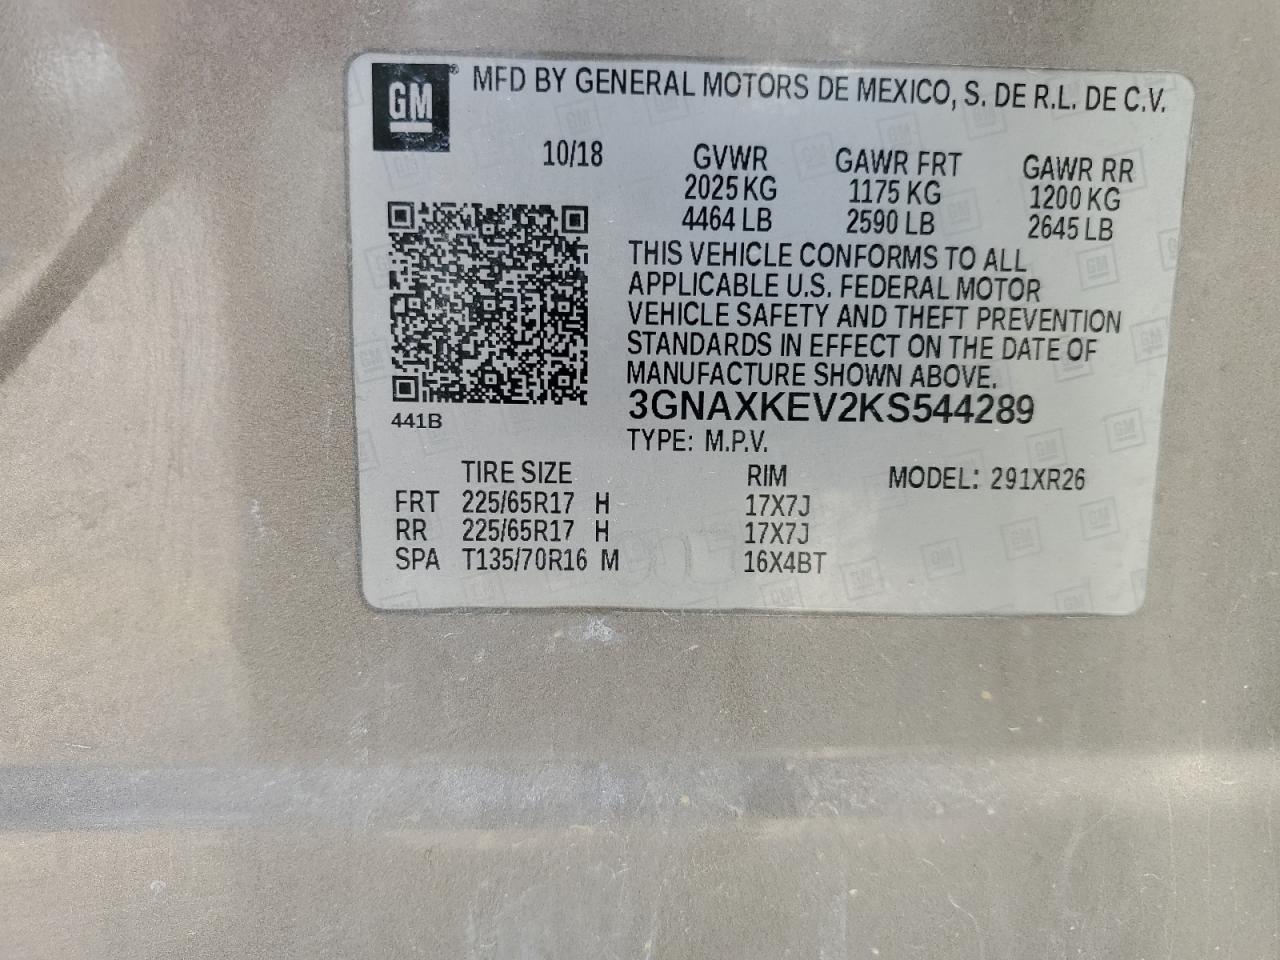 GM® MFD BY GENERAL MOTORS DE MEXICO, S. DE R.L. DE C.V.
10/18 GVWR GAWR FRT GAWR RR
2025 KG 1175 KG 1200 KG
4464 LB 2590 LB 2645 LB
THIS VEHICLE CONFORMS TO ALL
APPLICABLE U.S. FEDERAL MOTOR
VEHICLE SAFETY AND THEFT PREVENTION
STANDARDS IN EFFECT ON THE DATE OF
MANUFACTURE SHOWN ABOVE.
3GNAXKEV2KS544289
441B
TYPE: M.P.V.
TIRE SIZE RIM MODEL: 291XR26
FRT 225/65R17 H 17X7J
RR 225/65R17 H 17X7J
SPA T135/70R16 M 16X4BT